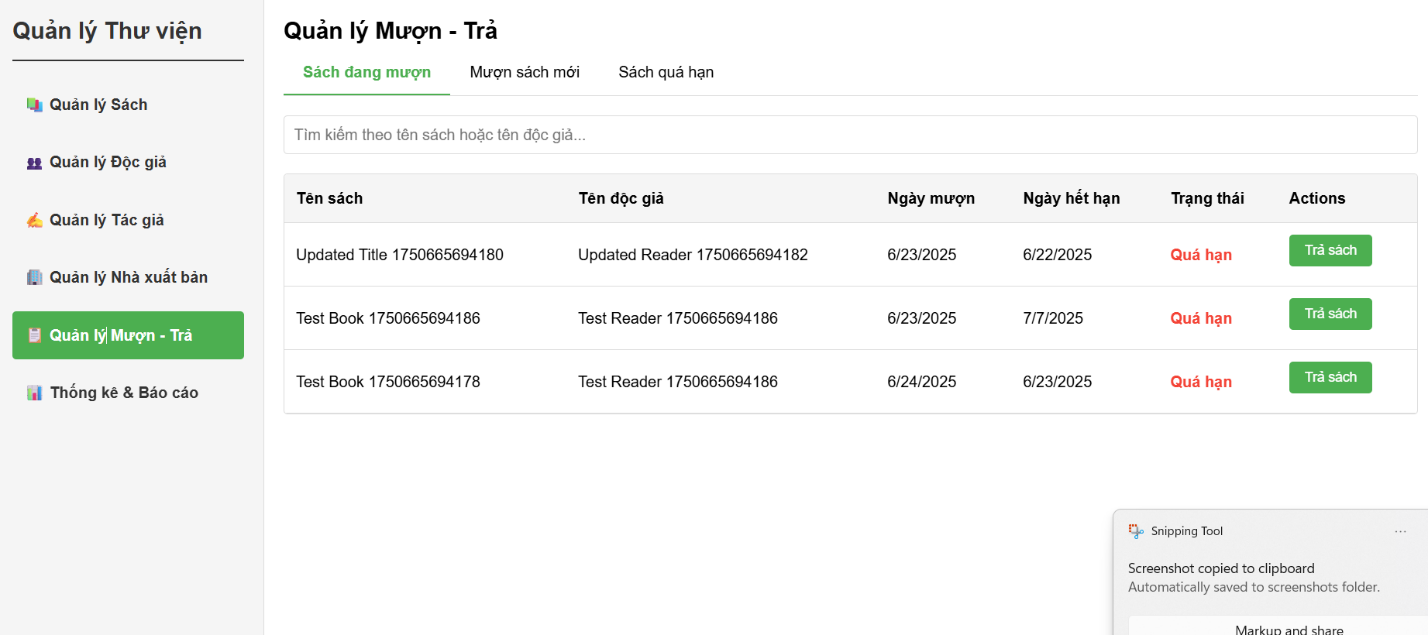 Quản lý Thư viện
Quản lý Sách
Quản lý Độc giả
Quản lý Tác giả
Quản lý Nhà xuất bản
Quản lý Mượn - Trả
Thống kê & Báo cáo
Quản lý Mượn - Trả
Sách đang mượn Mượn sách mới Sách quá hạn
Tìm kiếm theo tên sách hoặc tên độc giả...
Tên sách Tên độc giả Ngày mượn Ngày hết hạn Trạng thái Actions
Updated Title 1750665694180 Updated Reader 1750665694182 6/23/2025 6/22/2025 Quá hạn Trả sách
Test Book 1750665694186 Test Reader 1750665694186 6/23/2025 7/7/2025 Quá hạn Trả sách
Test Book 1750665694178 Test Reader 1750665694186 6/24/2025 6/23/2025 Quá hạn Trả sách
Snipping Tool ...
Screenshot copied to clipboard
Automatically saved to screenshots folder.
Markup and share